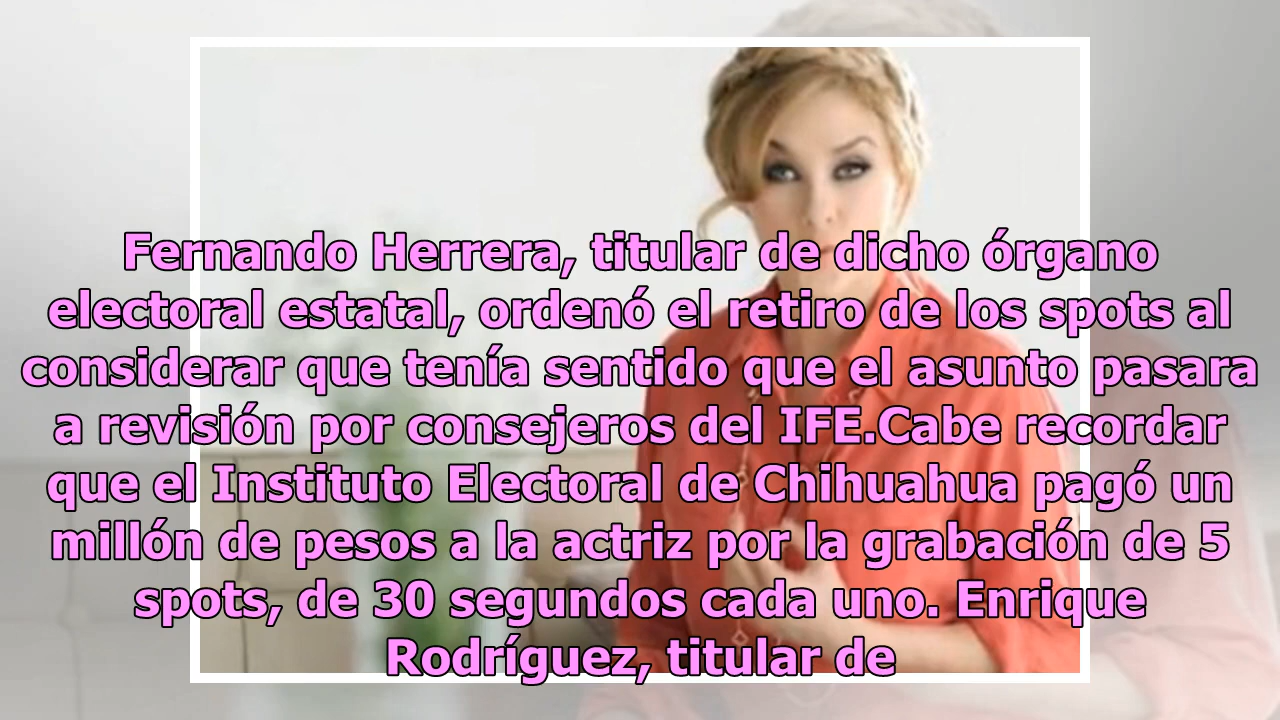 Fernando Herrera, titular de dicho órgano
electoral estatal, ordenó el retiro de los spots al
considerar que tenía sentido que el asunto pasara
a revisión por consejeros del IFE.Cabe recordar
que el Instituto Electoral de Chihuahua pagó un
millón de pesos a la actriz por la grabación de 5
spots, de 30 segundos cada uno. Enrique
Rodríguez, titular de